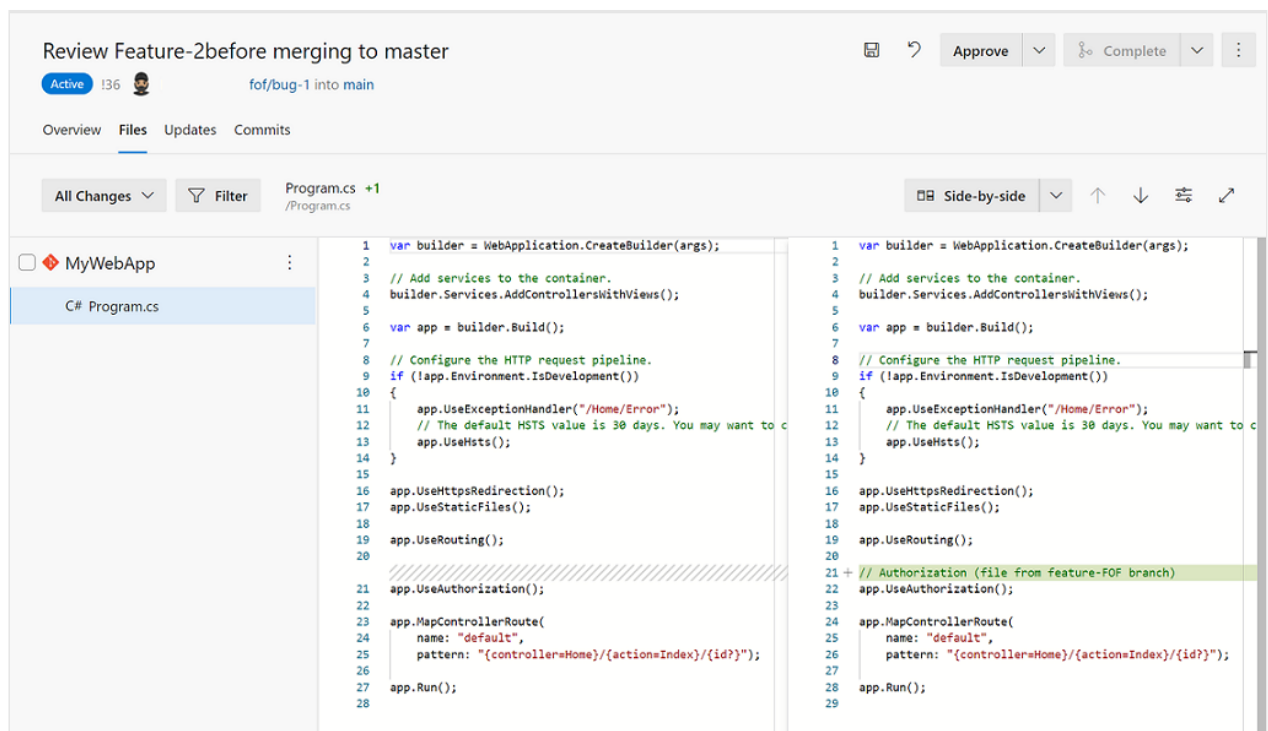 Review Feature-2before merging to master
Approve
Complete
Active !36 fof/bug-1 into main
Overview Files Updates Commits
All Changes
Filter
Program.cs +1
/Program.cs
Side-by-side
MyWebApp
C# Program.cs
1 var builder = WebApplication.CreateBuilder(args);
2
3 // Add services to the container.
4 builder.Services.AddControllersWithViews();
5
6 var app = builder.Build();
7
8 // Configure the HTTP request pipeline.
9 if (!app.Environment.IsDevelopment())
10 {
11 app.UseExceptionHandler("/Home/Error");
12 // The default HSTS value is 30 days. You may want to c
13 app.UseHsts();
14 }
15
16 app.UseHttpsRedirection();
17 app.UseStaticFiles();
18
19 app.UseRouting();
20
21 app.UseAuthorization();
22
23 app.MapControllerRoute(
24 name: "default",
25 pattern: "{controller=Home}/{action=Index}/{id?}");
26
27 app.Run();
28
1 var builder = WebApplication.CreateBuilder(args);
2
3 // Add services to the container.
4 builder.Services.AddControllersWithViews();
5
6 var app = builder.Build();
7
8 // Configure the HTTP request pipeline.
9 if (!app.Environment.IsDevelopment())
10 {
11 app.UseExceptionHandler("/Home/Error");
12 // The default HSTS value is 30 days. You may want to c
13 app.UseHsts();
14 }
15
16 app.UseHttpsRedirection();
17 app.UseStaticFiles();
18
19 app.UseRouting();
20
21 + // Authorization (file from feature-FOF branch)
22 app.UseAuthorization();
23
24 app.MapControllerRoute(
25 name: "default",
26 pattern: "{controller=Home}/{action=Index}/{id?}");
27
28 app.Run();
29